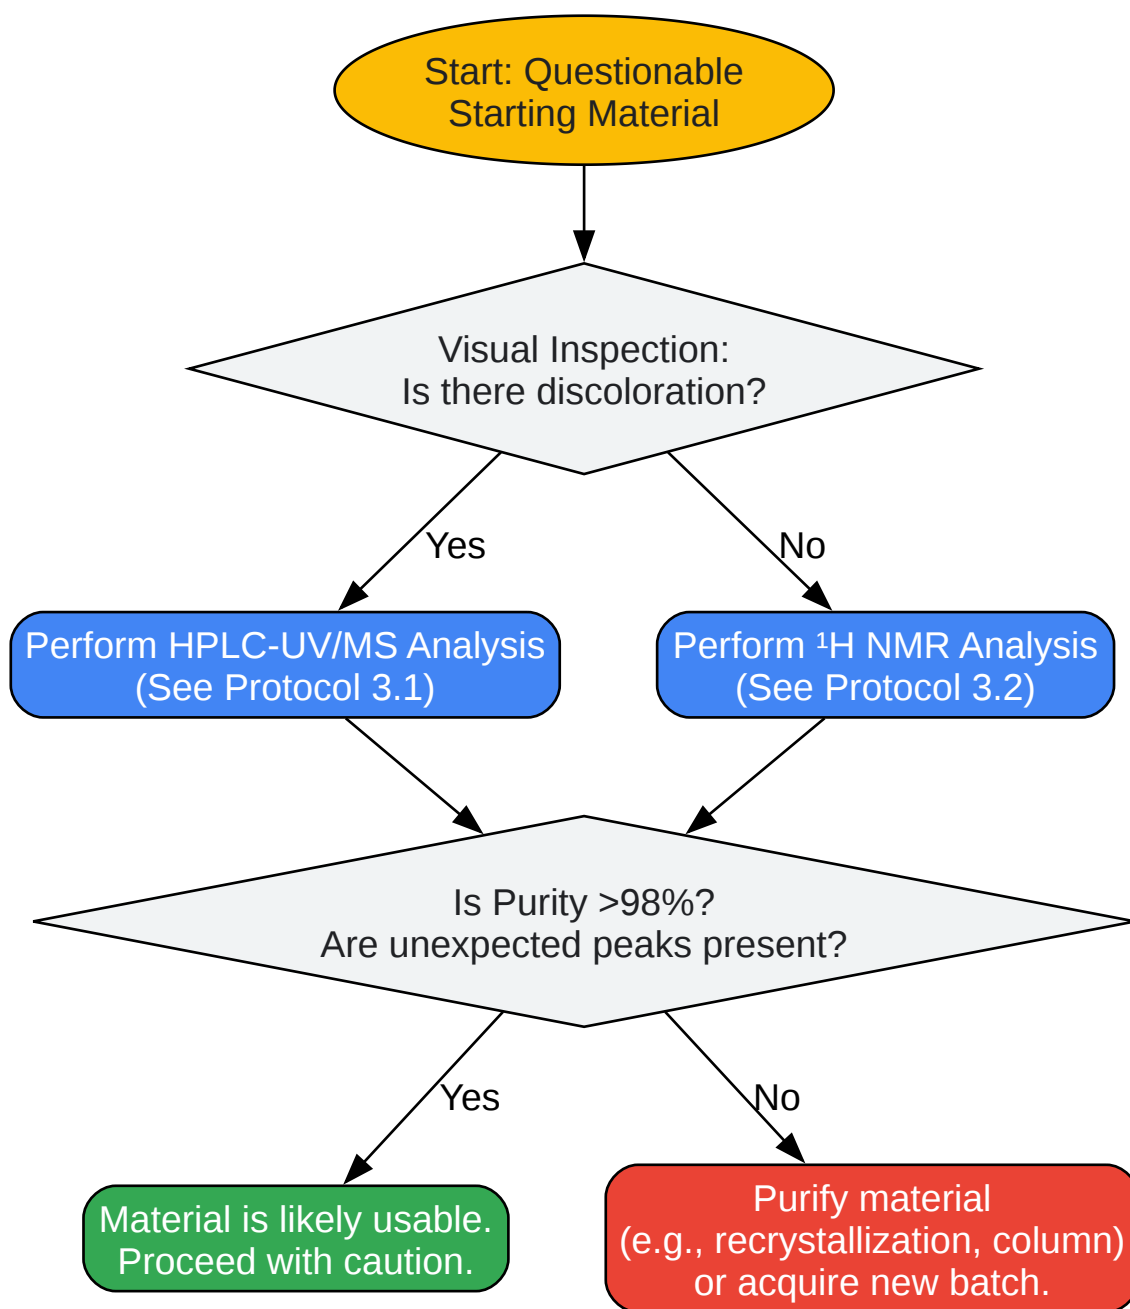 Start: Questionable
Starting Material
Visual Inspection:
Is there discoloration?
Yes
No
Perform HPLC-UV/MS Analysis
(See Protocol 3.1)
Perform ¹H NMR Analysis
(See Protocol 3.2)
Is Purity >98%?
Are unexpected peaks present?
Yes
No
Material is likely usable.
Proceed with caution.
Purify material
(e.g., recrystallization, column)
or acquire new batch.